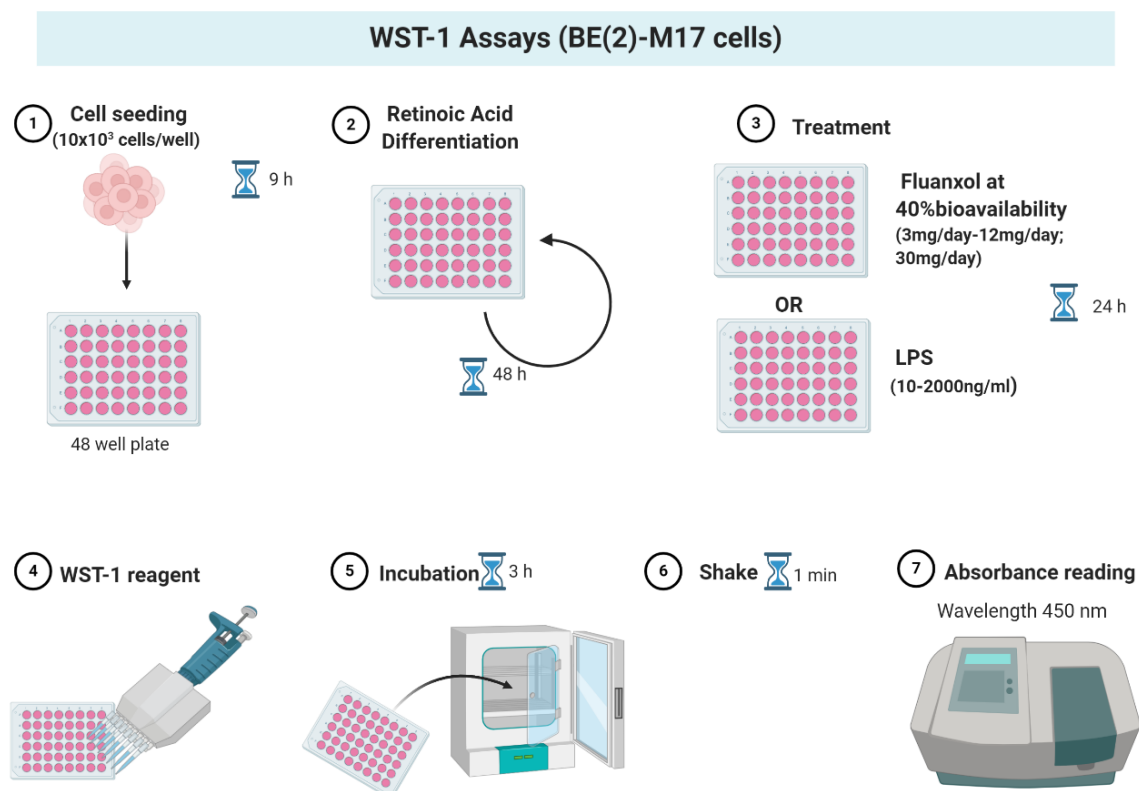 WST-1 Assays (BE(2)-M17 cells)
1
Cell seeding
(10x10³ cells/well)
9 h
48 well plate
2
Retinoic Acid
Differentiation
48 h
3
Treatment
Fluanxol at
40%bioavailability
(3mg/day-12mg/day;
30mg/day)
OR
24 h
LPS
(10-2000ng/ml)
4
WST-1 reagent
5
Incubation
3 h
6
Shake
1 min
7
Absorbance reading
Wavelength 450 nm